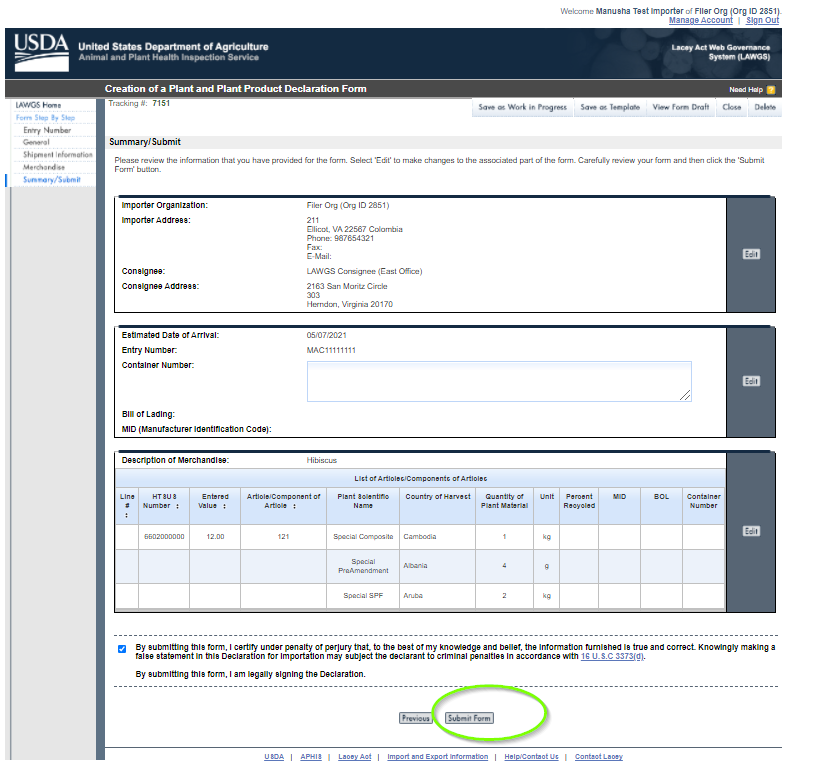 Welcome Manusha Test Importer of Filer Org (Org ID 2851).
Manage Account | Sign Out
USDA
United States Department of Agriculture
Animal and Plant Health Inspection Service
Lacey Act Web Governance
System (LAWGS)
Creation of a Plant and Plant Product Declaration Form
Need Help ?
LAWGS Home
Form Step By Step
Entry Number
General
Shipment Information
Merchandise
Summary/Submit
Tracking #: 7151
Save as Work in Progress Save as Template View Form Draft Close Delete
Summary/Submit
Please review the information that you have provided for the form. Select 'Edit' to make changes to the associated part of the form. Carefully review your form and then click the 'Submit
Form' button.
Importer Organization: Filer Org (Org ID 2851)
Importer Address: 211
Ellicot, VA 22567 Colombia
Phone: 987654321
Fax:
E-Mail:
Edit
Consignee: LAWGS Consignee (East Office)
Consignee Address: 2163 San Moritz Circle
303
Herndon, Virginia 20170
Estimated Date of Arrival: 05/07/2021
Entry Number: MAC11111111
Container Number:
Edit
Bill of Lading:
MID (Manufacturer Identification Code):
Description of Merchandise: Hibiscus
List of Articles/Components of Articles
Line # : HTSUS Number : Entered Value : Article/Component of Article : Plant Scientific Name Country of Harvest Quantity of Plant Material Unit Percent Recycled MID BOL Container Number
6602000000 12.00 121 Special Composite Cambodia 1 kg
Edit
Special PreAmendment Albania 4 g
Special SPF Aruba 2 kg
By submitting this form, I certify under penalty of perjury that, to the best of my knowledge and belief, the information furnished is true and correct. Knowingly making a
false statement in this Declaration for Importation may subject the declarant to criminal penalties in accordance with 16 U.S.C 3373(d).
By submitting this form, I am legally signing the Declaration.
Previous Submit Form
USDA | APHIS | Lacey Act | Import and Export Information | Help/Contact Us | Contact Lacey